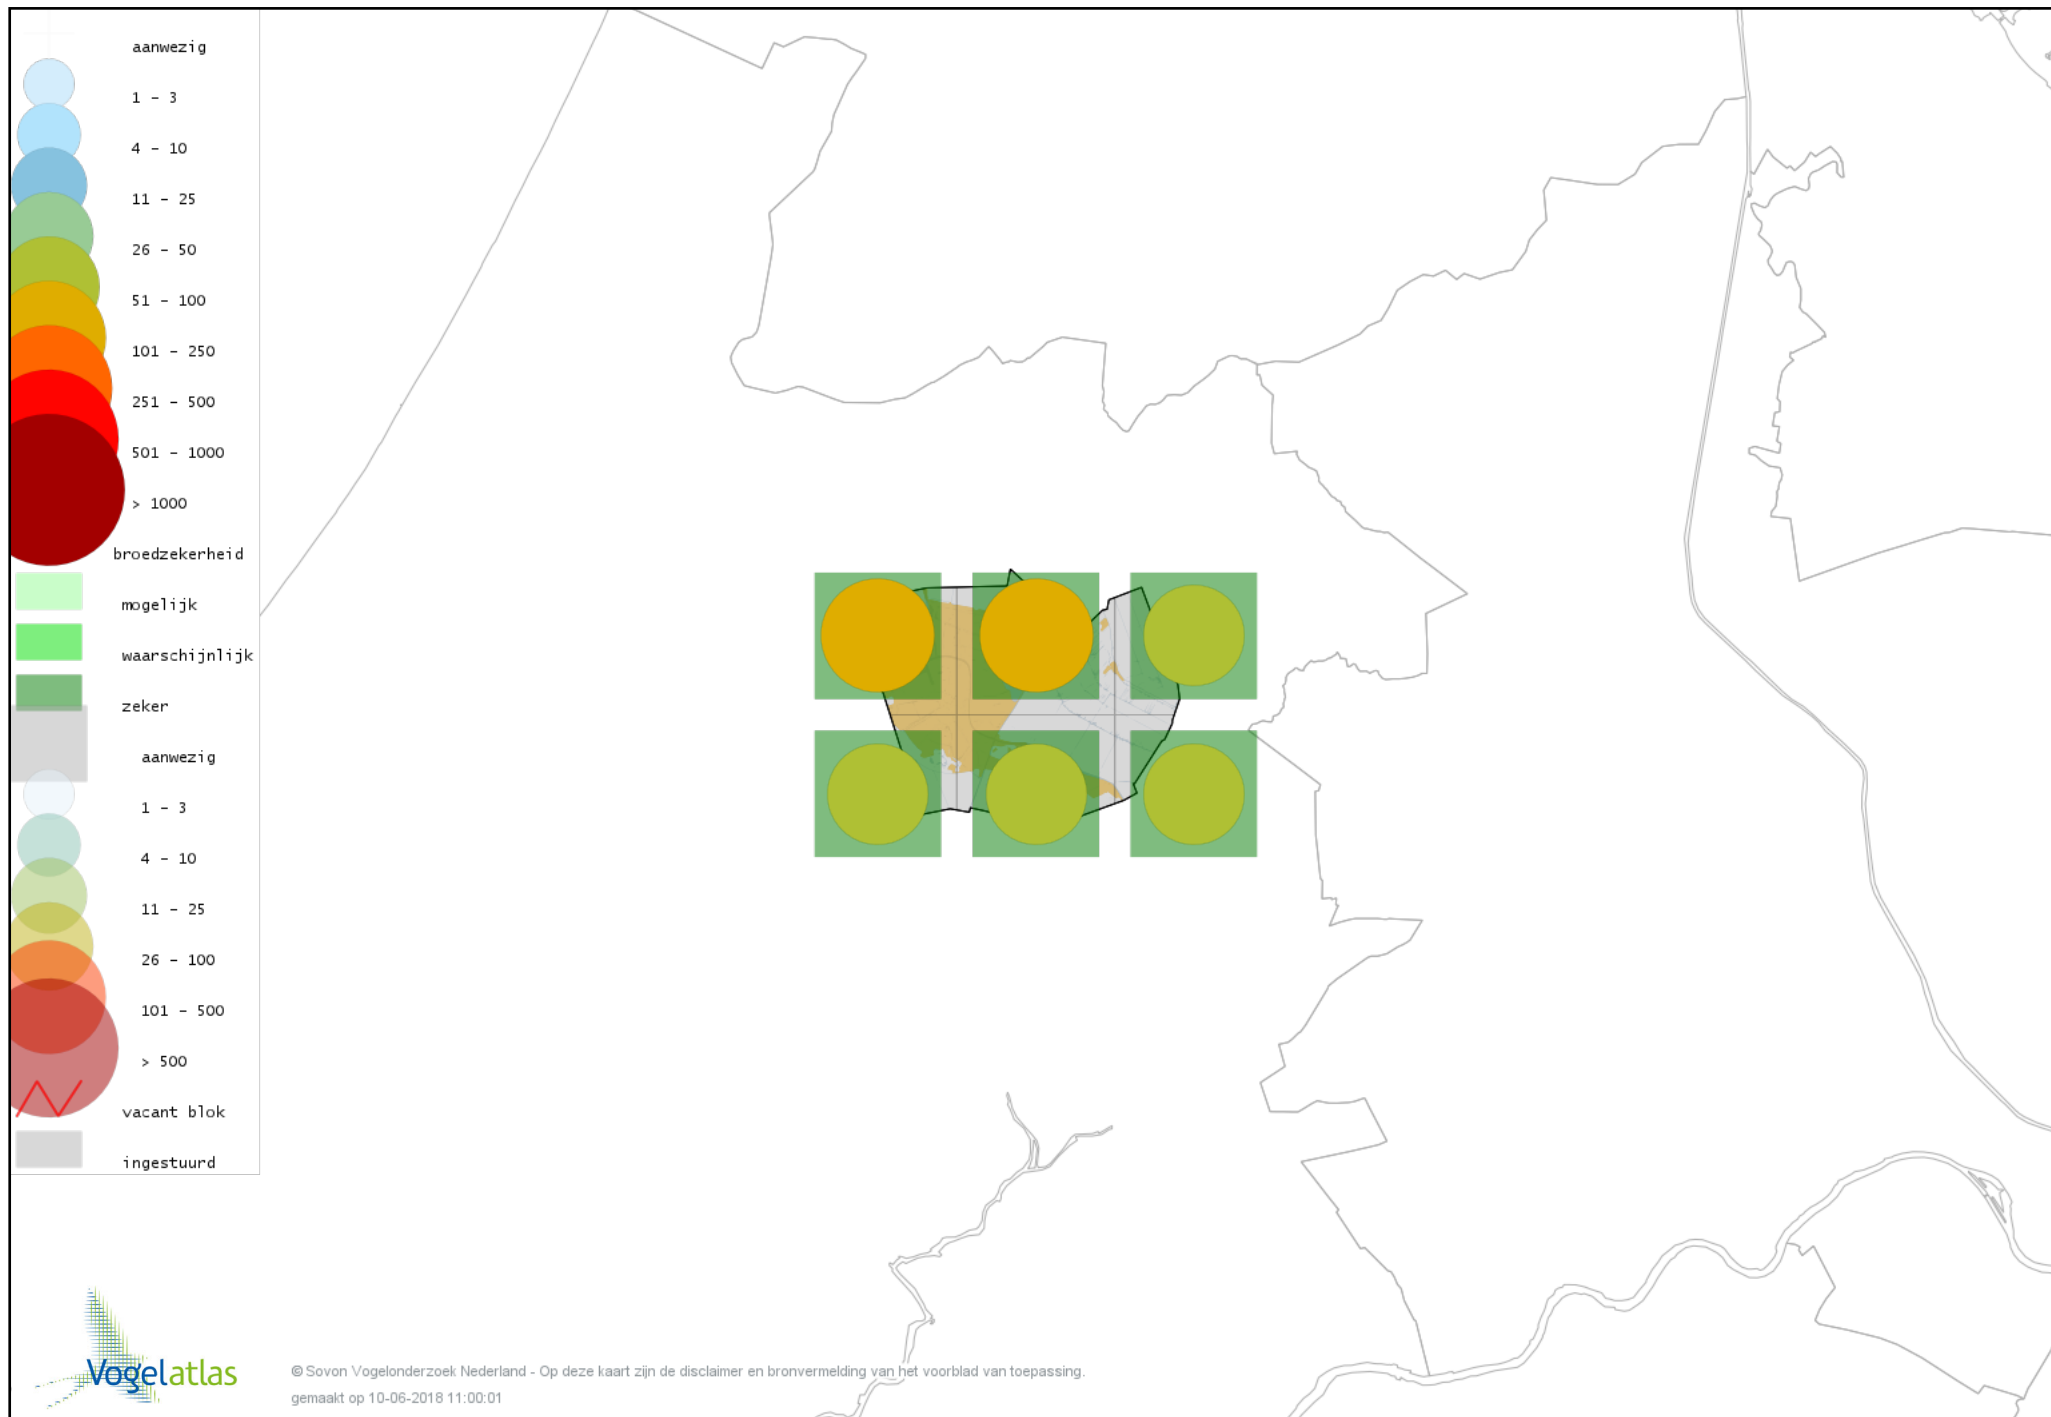 aanwezig
1 - 3
4 - 10
11 - 25
26 - 50
51 - 100
101 - 250
251 - 500
501 - 1000
> 1000
broedzekerheid
mogelijk
waarschijnlijk
zeker
aanwezig
1 - 3
4 - 10
11 - 25
26 - 100
101 - 500
> 500
vacant blok
ingestuurd
Vogelatlas
© Sovon Vogelonderzoek Nederland - Op deze kaart zijn de disclaimer en bronvermelding van het voorblad van toepassing.
gemaakt op 10-06-2018 11:00:01